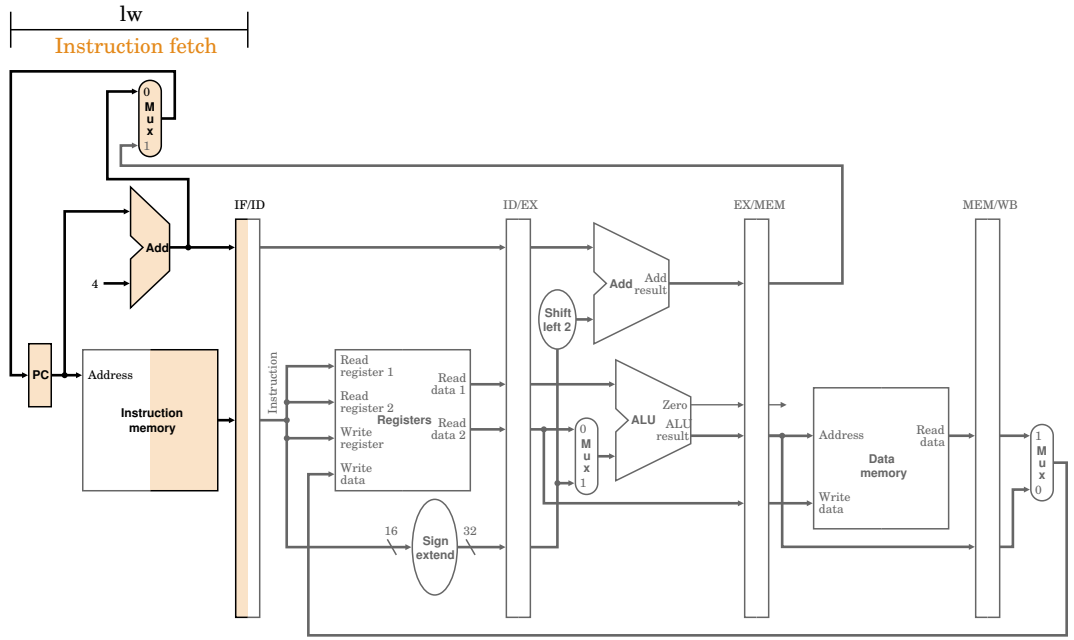 lw
Instruction fetch
0
M
u
x
1
IF/ID
ID/EX
EX/MEM
MEM/WB
Add
4
Add
Add
result
Shift
left 2
PC
Address
Instruction
memory
Instruction
Read
register 1
Read
register 2
Write
register
Write
data
Registers
Read
data 1
Read
data 2
0
M
u
x
1
Zero
ALU
ALU
result
Address
Write
data
Data
memory
Read
data
1
M
u
x
0
16
Sign
extend
32